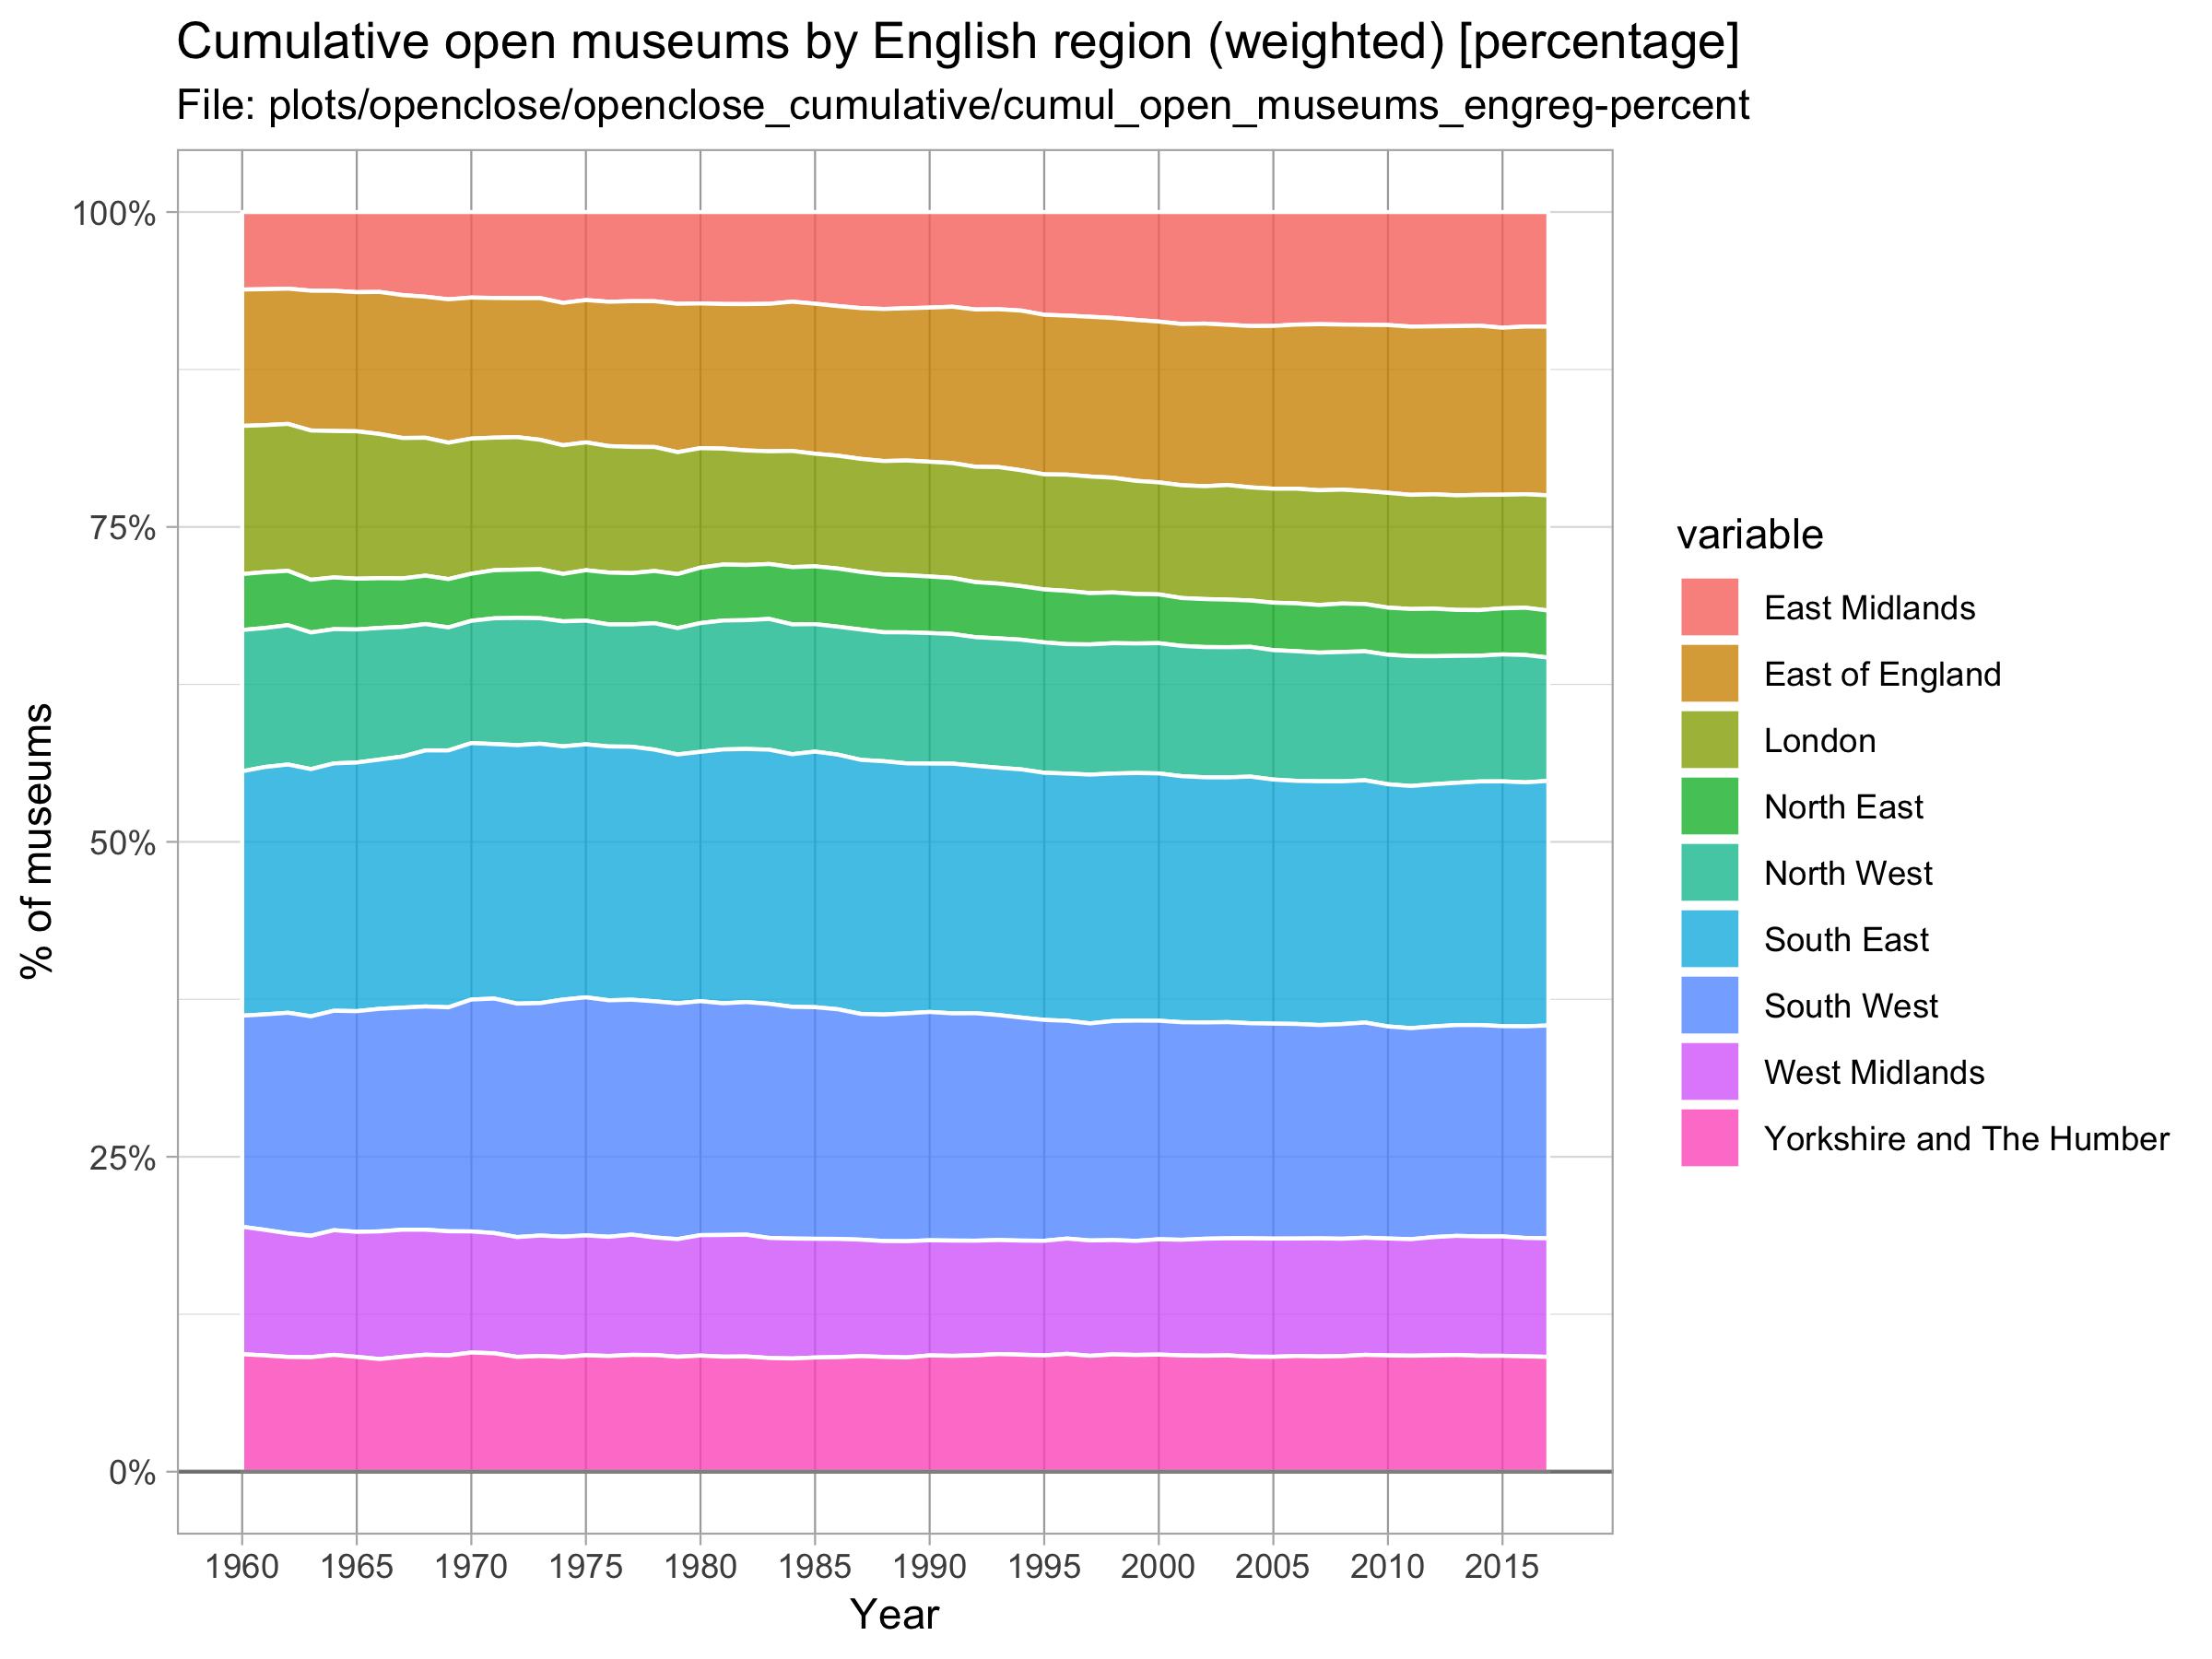 Cumulative open museums by English region (weighted) [percentage]
File: plots/openclose/openclose_cumulative/cumul_open_museums_engreg-percent
100%
75%
50%
25%
0%
% of museums
1960 1965 1970 1975 1980 1985 1990 1995 2000 2005 2010 2015
Year
variable
East Midlands
East of England
London
North East
North West
South East
South West
West Midlands
Yorkshire and The Humber